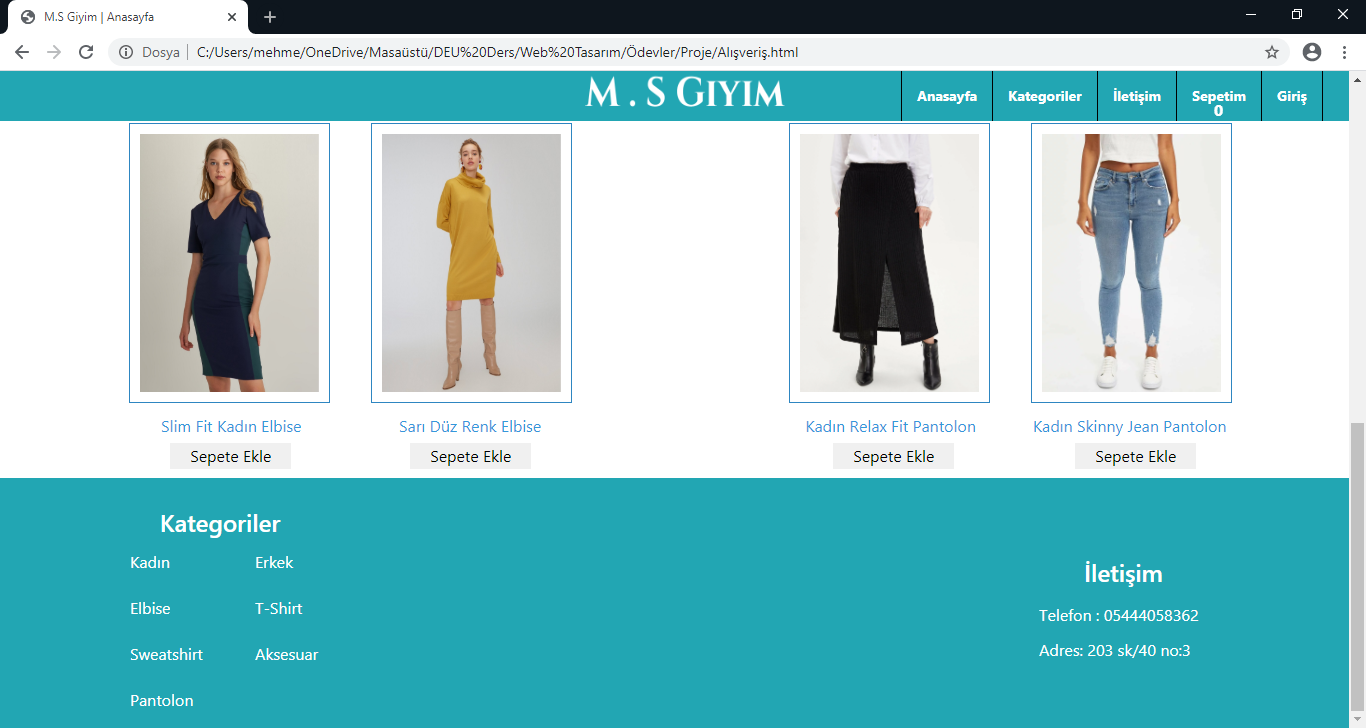 M.S Giyim | Anasayfa
Dosya
C:/Users/mehme/OneDrive/Masaüstü/DEU%20Ders/Web%20Tasarım/Ödevler/Proje/Alışveriş.html
M . S GIYIM
Anasayfa
Kategoriler
İletişim
Sepetim
0
Giriş
Slim Fit Kadın Elbise
Sarı Düz Renk Elbise
Kadın Relax Fit Pantolon
Kadın Skinny Jean Pantolon
Sepete Ekle
Sepete Ekle
Sepete Ekle
Sepete Ekle
Kategoriler
Kadın
Erkek
Elbise
T-Shirt
Sweatshirt
Aksesuar
Pantolon
İletişim
Telefon : 05444058362
Adres: 203 sk/40 no:3